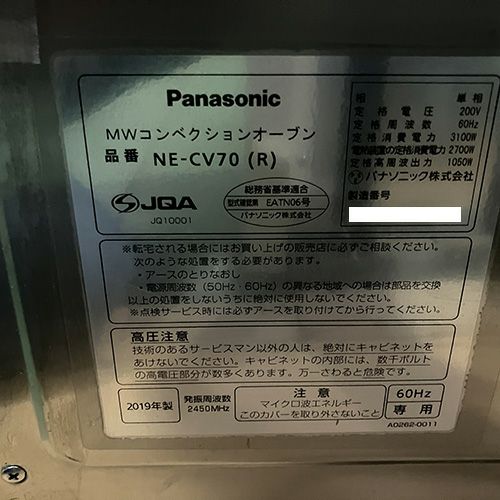 Panasonic
MWコンベクションオーブン
品番 NE-CV70 (R)
相 単相
定格電圧 200V
定格周波数 60Hz
定格消費電力 3100W
電熱装置の定格消費電力 2700W
定格高周波出力 1050W
パナソニック株式会社
製造番号
JQA
JQ10001
総務省基準適合
型式確認業 EATN06号
パナソニック株式会社
※転宅される場合にはお買い上げの販売店に必ずご相談ください。
次のような処置をする必要があります。
・アースのとりなおし
・電源周波数(50Hz・60Hz)の異なる地域への場合は部品を交換
以上の処置をしないうちに絶対に使用しないでください。
※点検サービス時には必ずアースを取り付けてから行ってください。
高圧注意
技術のあるサービスマン以外の人は、絶対にキャビネットを
あけないでください。キャビネットの内部には、数千ボルト
の高電圧部分が数多くあります。万一さわると危険です。
2019年製
発振周波数
2450MHz
注意
マイクロ波エネルギー
このカバーを取り外さないこと
60Hz
専用
A0262-0011